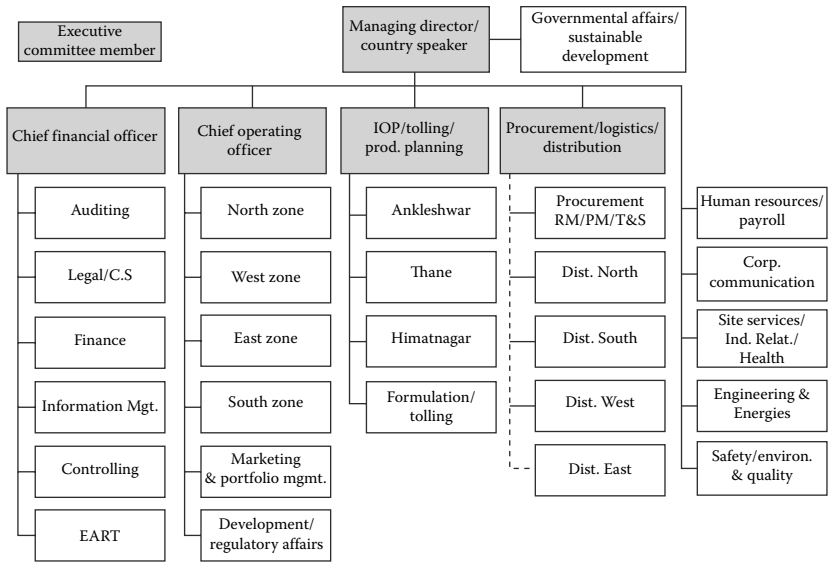 Executive
committee member
Managing director/
country speaker
Governmental affairs/
sustainable
development
Chief financial officer
Chief operating
officer
IOP/tolling/
prod. planning
Procurement/logistics/
distribution
Auditing
Legal/C.S
Finance
Information Mgt.
Controlling
EART
North zone
West zone
East zone
South zone
Marketing
& portfolio mgmt.
Development/
regulatory affairs
Ankleshwar
Thane
Himatnagar
Formulation/
tolling
Procurement
RM/PM/T&S
Dist. North
Dist. South
Dist. West
Dist. East
Human resources/
payroll
Corp.
communication
Site services/
Ind. Relat./
Health
Engineering &
Energies
Safety/environ.
& quality